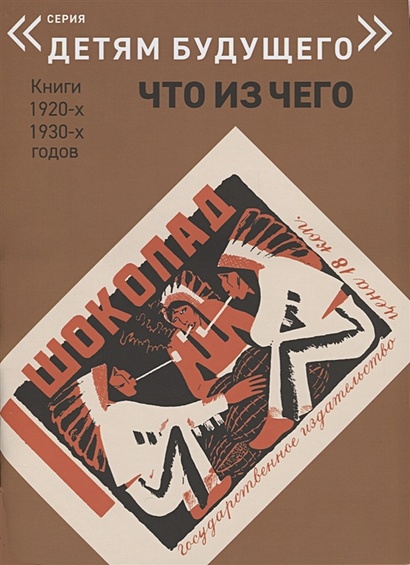 СЕРИЯ
«ДЕТЯМ БУДУЩЕГО»
Книги
1920-х
1930-х
годов
ЧТО ИЗ ЧЕГО
ШОКОЛАД
цена 18 коп.
государственное издательство